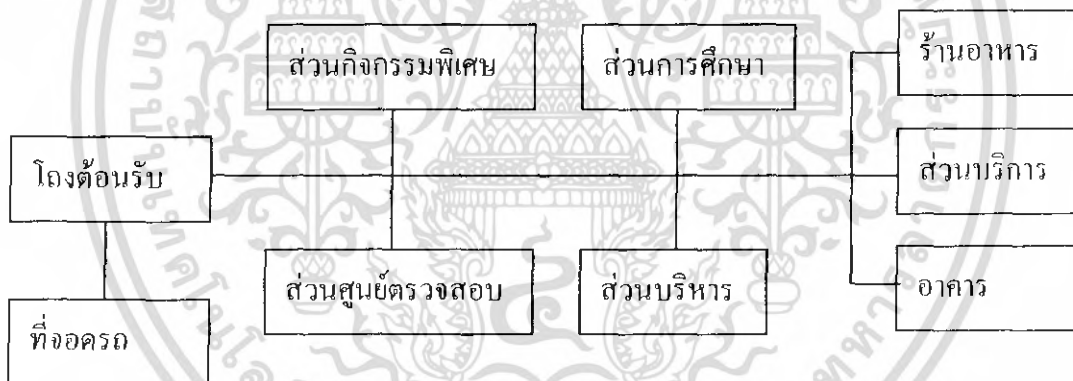 ส่วนกิจกรรมพิเศษ
ส่วนการศึกษา
ร้านอาหาร
โถงต้อนรับ
ส่วนบริการ
ส่วนศูนย์ตรวจสอบ
ส่วนบริหาร
อาคาร
ที่จอดรถ